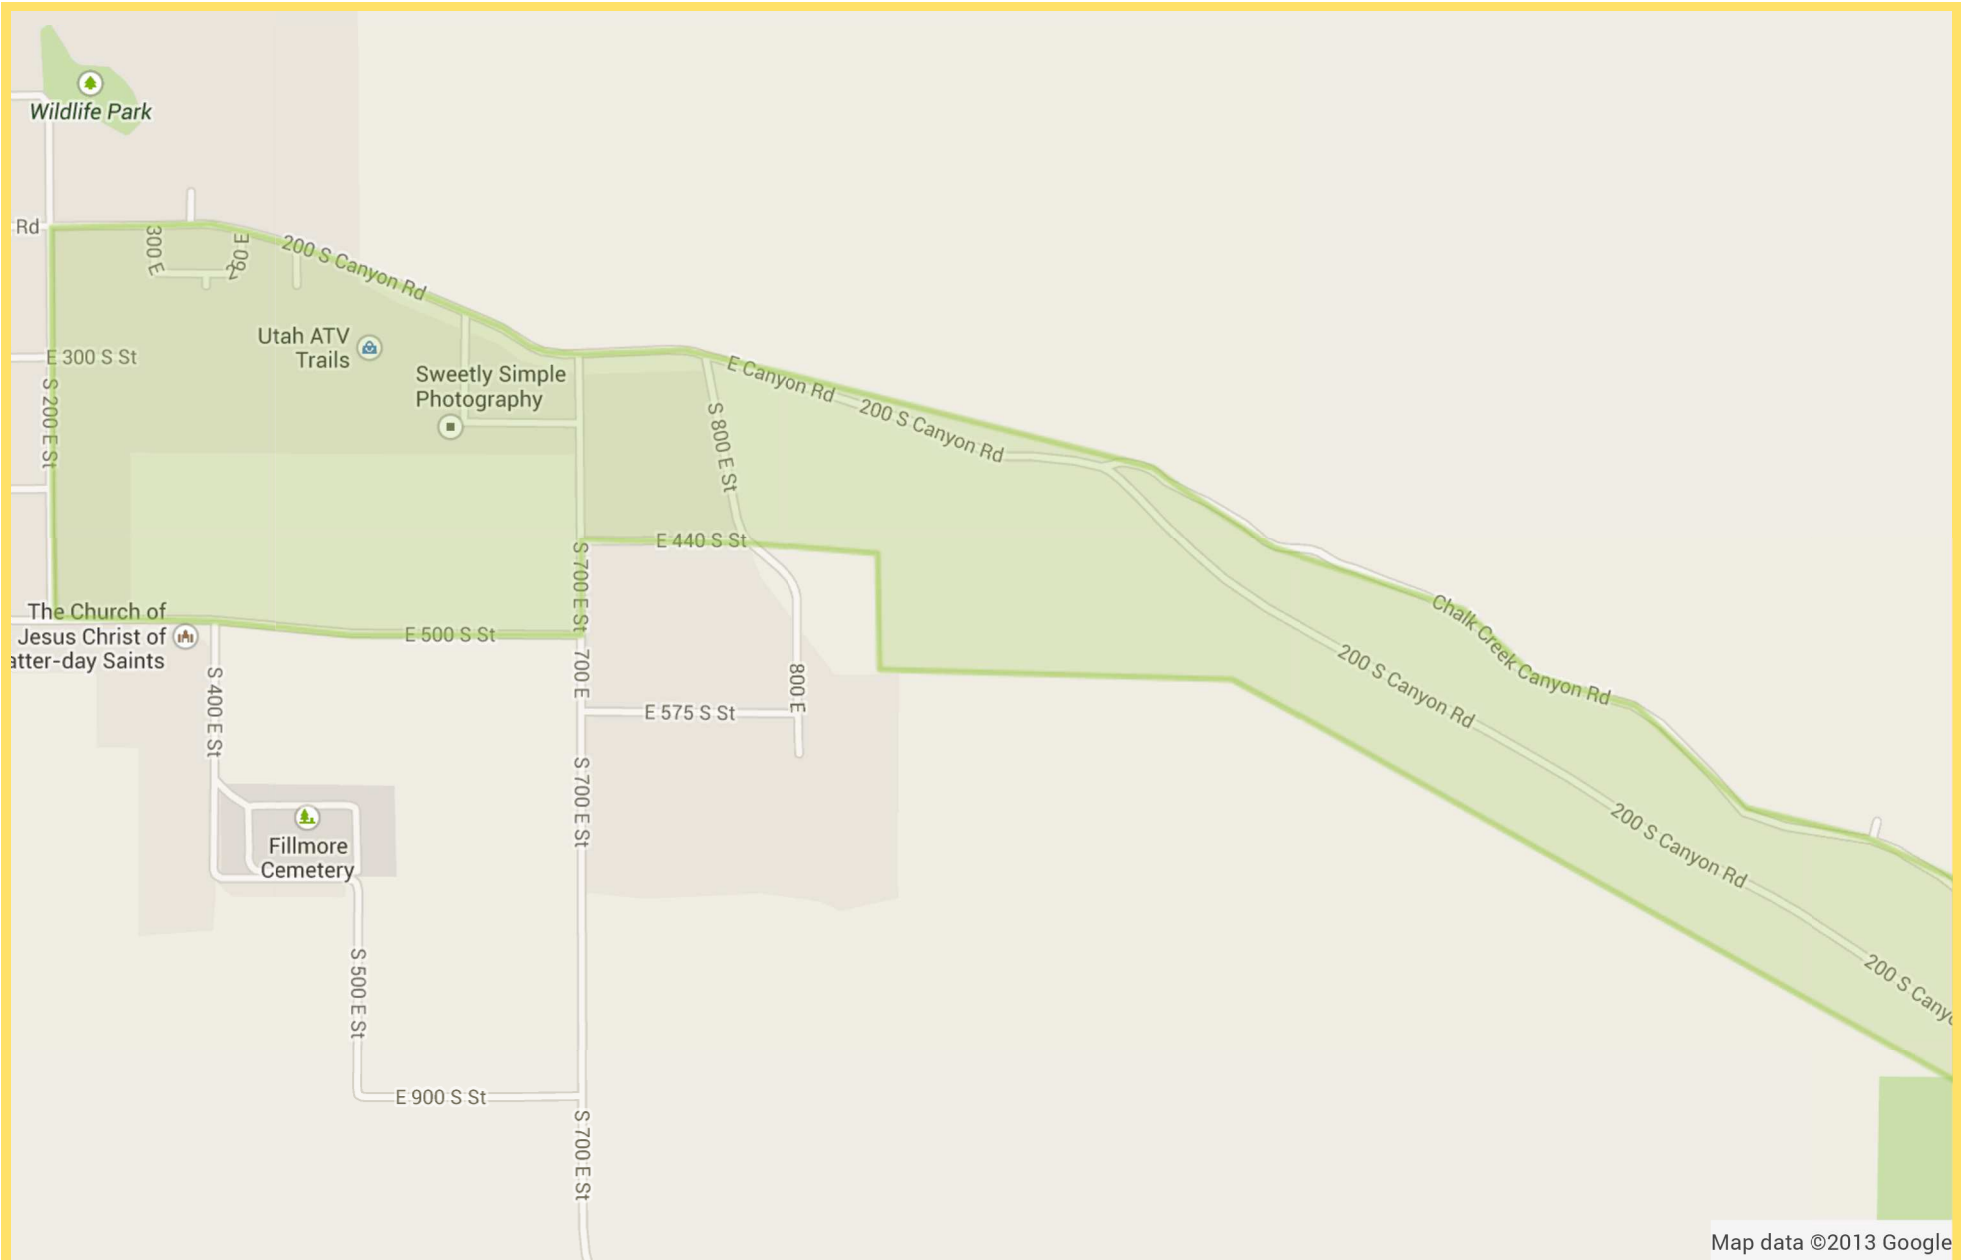 Wildlife Park
Rd
300 E
260 E
200 S Canyon Rd
Utah ATV
Trails
E 300 S St
S 200 E St
Sweetly Simple
Photography
E Canyon Rd
200 S Canyon Rd
S 800 E St
E 440 S St
S 700 E St
The Church of
Jesus Christ of
atter-day Saints
E 500 S St
Chalk Creek Canyon Rd
200 S Canyon Rd
S 400 E St
700 E
800 E
E 575 S St
S 700 E St
Fillmore
Cemetery
200 S Canyon Rd
S 500 E St
200 S Canyo
E 900 S St
S 700 E St
Map data ©2013 Google